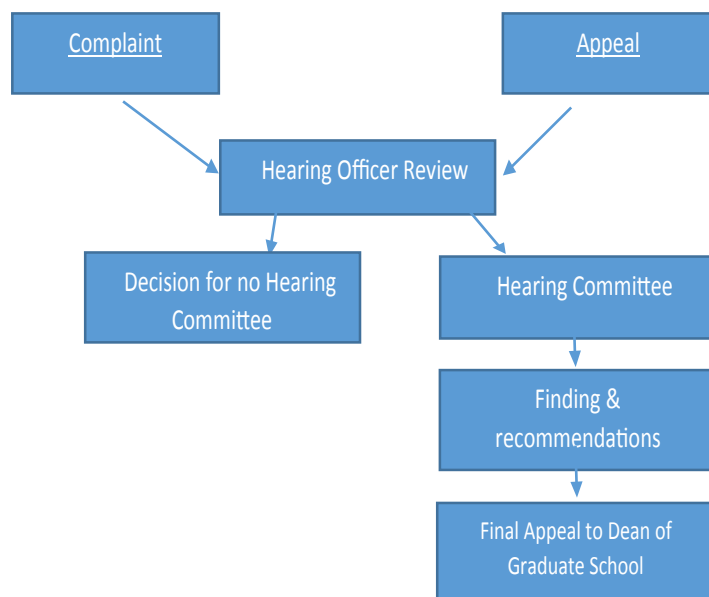 Complaint
Appeal
Hearing Officer Review
Decision for no Hearing
Committee
Hearing Committee
Finding &
recommendations
Final Appeal to Dean of
Graduate School